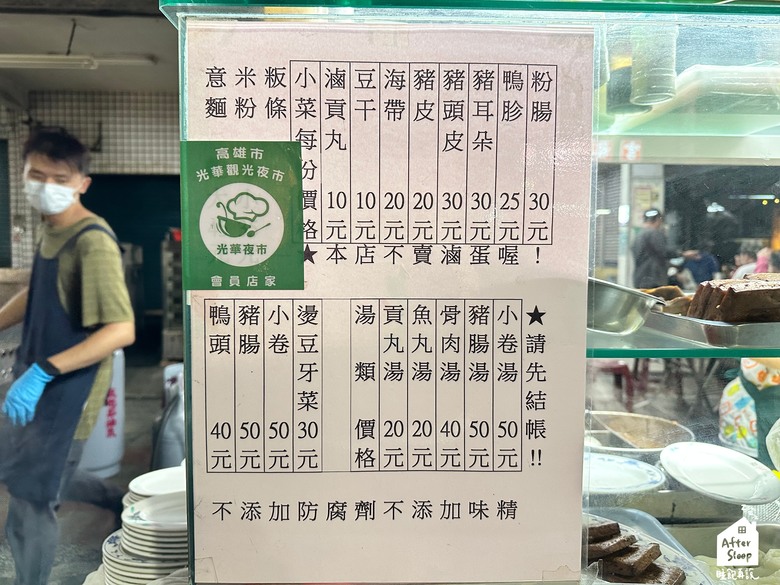 粉腸 30元
鴨胗 25元
豬耳朵 30元
豬頭皮 30元
豬皮 20元
海帶 20元
豆干 10元
滷貢丸 10元
小菜每份價格
粄條
米粉
意麵
★本店不賣滷蛋喔!
高雄市
光華觀光夜市
光華夜市
會員店家
★請先結帳!!
小卷湯 50元
豬腸湯 50元
骨肉湯 40元
魚丸湯 20元
貢丸湯 20元
湯類 價格
燙豆牙菜 30元
小卷 50元
豬腸 50元
鴨頭 40元
不添加防腐劑不添加味精
After
Sleep
睡飽再說